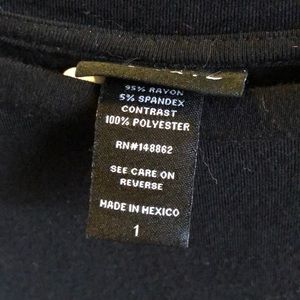 95% RAYON
5% SPANDEX
CONTRAST
100% POLYESTER
RN#148862
SEE CARE ON
REVERSE
MADE IN MEXICO
1